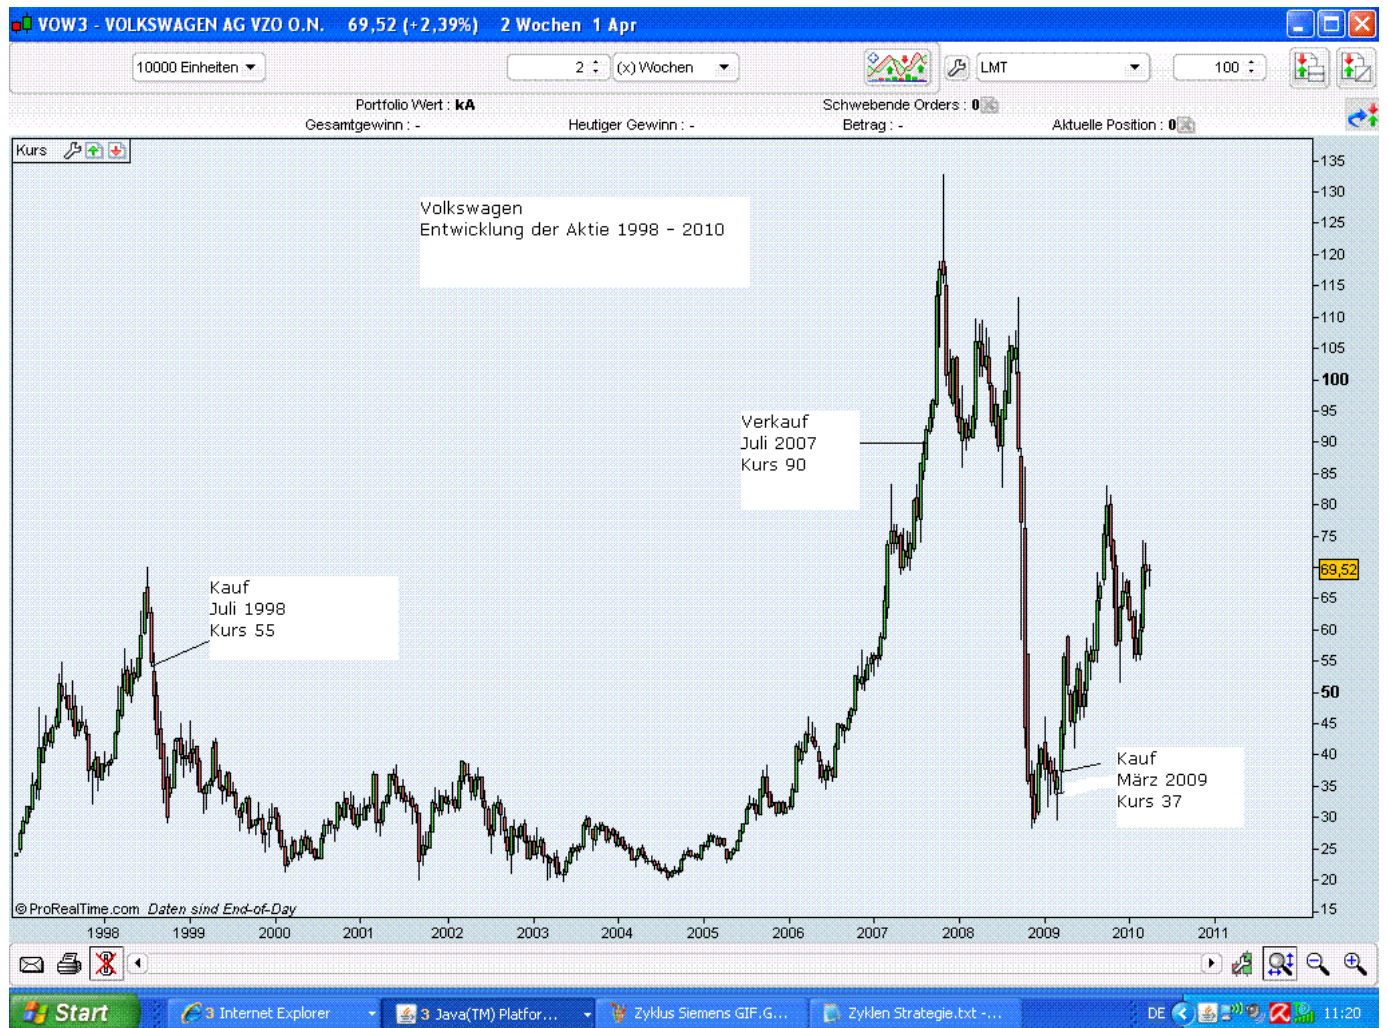 VOW3 - VOLKSWAGEN AG VZO O.N. 69,52 (+2,39%) 2 Wochen 1 Apr
10000 Einheiten 2 (x) Wochen LMT 100
Portfolio Wert : kA Schwebende Orders : 0
Gesamtgewinn : - Heutiger Gewinn : - Betrag : - Aktuelle Position : 0
Kurs
135
130
Volkswagen
Entwicklung der Aktie 1998 - 2010
125
120
115
110
105
100
95
Verkauf
Juli 2007
Kurs 90
90
85
80
75
69,52
Kauf
Juli 1998
Kurs 55
65
60
55
50
45
40
Kauf
März 2009
Kurs 37
35
30
25
20
15
© ProRealTime.com Daten sind End-of-Day
1998 1999 2000 2001 2002 2003 2004 2005 2006 2007 2008 2009 2010 2011
Start 3 Internet Explorer 3 Java(TM) Platfor... Zyklus Siemens GIF.G... Zyklen Strategie.txt -... DE 11:20